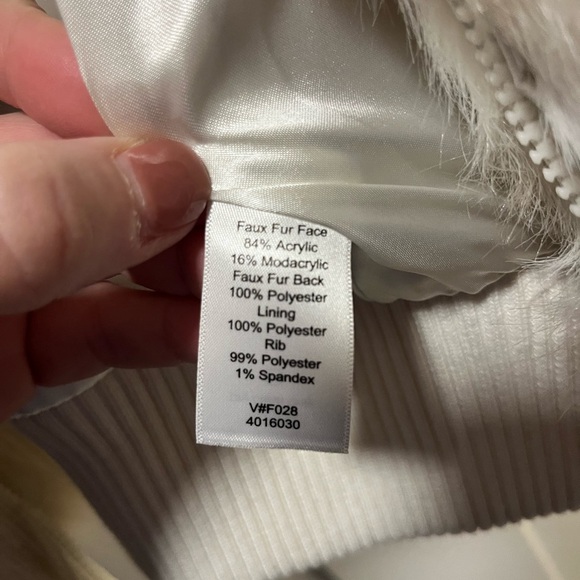 Faux Fur Face
84% Acrylic
16% Modacrylic
Faux Fur Back
100% Polyester
Lining
100% Polyester
Rib
99% Polyester
1% Spandex
V#F028
4016030